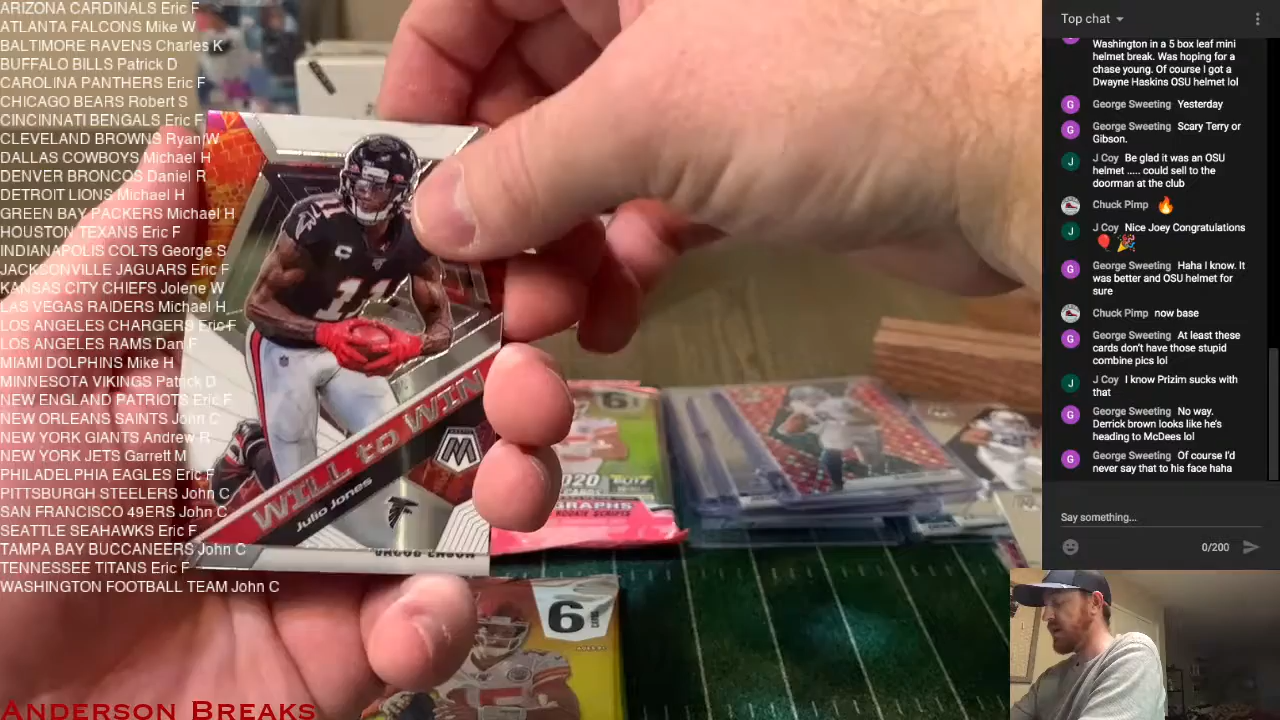 ARIZONA CARDINALS Eric F
ATLANTA FALCONS Mike W
BALTIMORE RAVENS Charles K
BUFFALO BILLS Patrick D
CAROLINA PANTHERS Eric F
CHICAGO BEARS Robert S
CINCINNATI BENGALS Eric F
CLEVELAND BROWNS Ryan W
DALLAS COWBOYS Michael H
DENVER BRONCOS Daniel R
DETROIT LIONS Michael H
GREEN BAY PACKERS Michael H
HOUSTON TEXANS Eric F
INDIANAPOLIS COLTS George S
JACKSONVILLE JAGUARS Eric F
KANSAS CITY CHIEFS Jolene W
LAS VEGAS RAIDERS Michael H
LOS ANGELES CHARGERS Eric F
LOS ANGELES RAMS Dan F
MIAMI DOLPHINS Mike H
MINNESOTA VIKINGS Patrick D
NEW ENGLAND PATRIOTS Eric F
NEW ORLEANS SAINTS John C
NEW YORK GIANTS Andrew R
NEW YORK JETS Garrett M
PHILADELPHIA EAGLES Eric F
PITTSBURGH STEELERS John C
SAN FRANCISCO 49ERS John C
SEATTLE SEAHAWKS Eric F
TAMPA BAY BUCCANEERS John C
TENNESSEE TITANS Eric F
WASHINGTON FOOTBALL TEAM John C
ANDERSON BREAKS
11
WILL to WIN
Julio Jones
M
6
2020
6
Top chat
Washington in a 5 box leaf mini
helmet break. Was hoping for a
chase young. Of course I got a
Dwayne Haskins OSU helmet lol
George Sweeting Yesterday
George Sweeting Scary Terry or
Gibson.
J Coy Be glad it was an OSU
helmet ..... could sell to the
doorman at the club
Chuck Pimp 🔥
J Coy Nice Joey Congratulations
🎈 🎉
George Sweeting Haha I know. It
was better and OSU helmet for
sure
Chuck Pimp now base
George Sweeting At least these
cards don't have those stupid
combine pics lol
J Coy I know Prizim sucks with
that
George Sweeting No way.
Derrick brown looks like he's
heading to McDees lol
George Sweeting Of course I'd
never say that to his face haha
Say something...
0/200